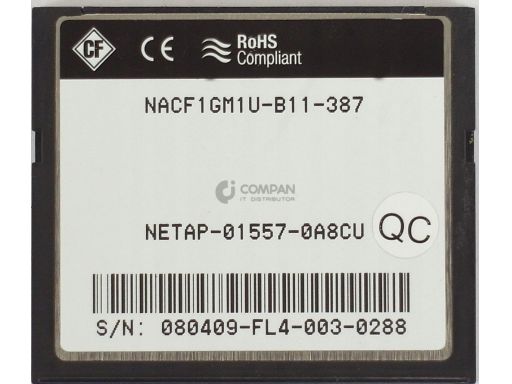 CF CE RoHS
Compliant
NACF1GM1U-B11-387
COMPAN
IT DISTRIBUTOR
NETAP-01557-0A8CU QC
S/N: 080409-FL4-003-0288